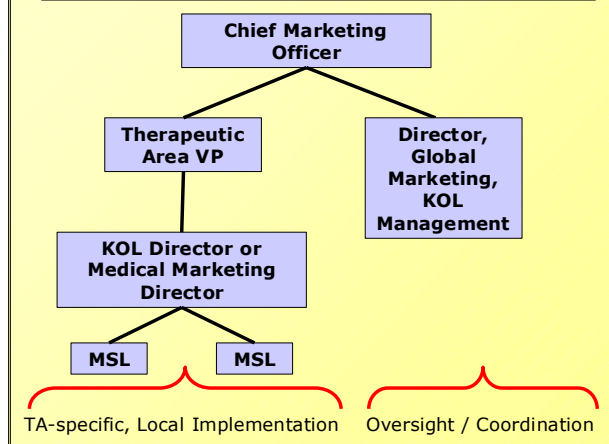 Chief Marketing
Officer
Therapeutic
Area VP
Director,
Global
Marketing,
KOL
Management
KOL Director or
Medical Marketing
Director
MSL
MSL
TA-specific, Local Implementation
Oversight / Coordination